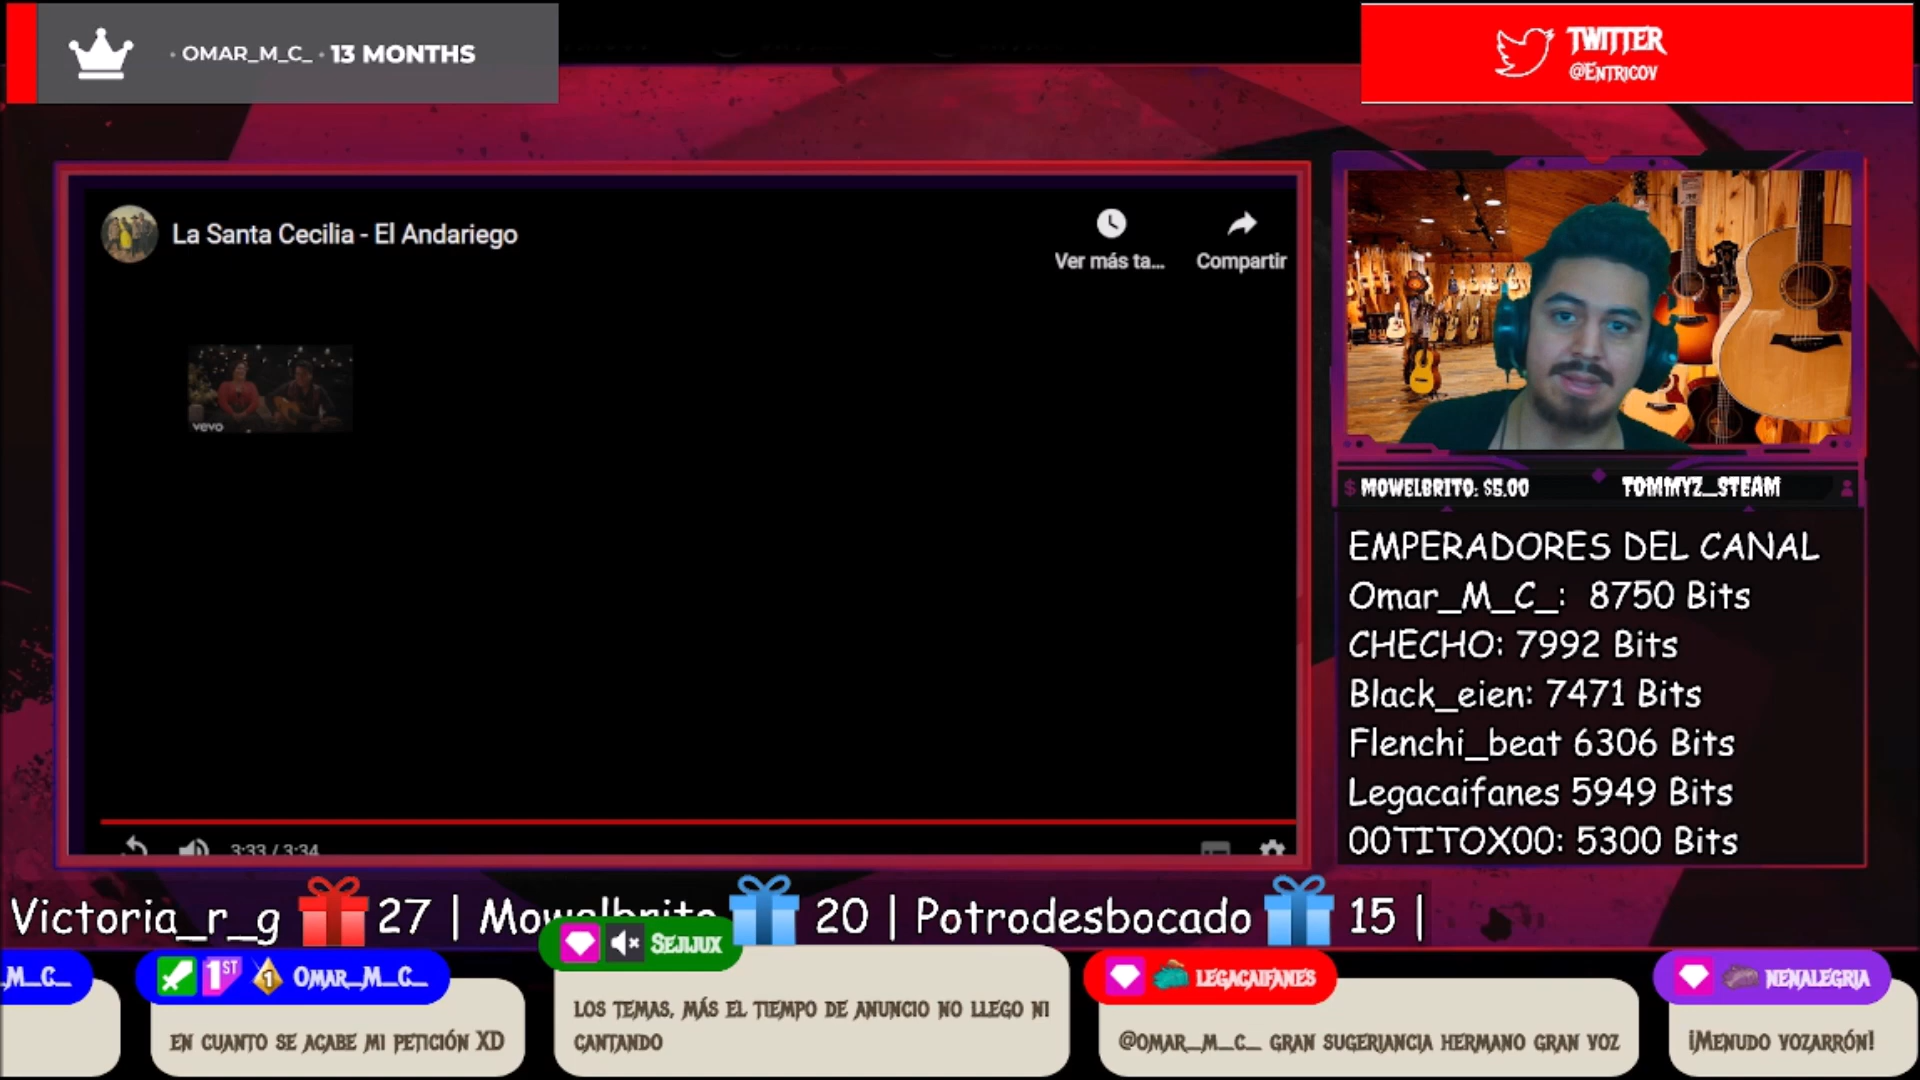 · OMAR_M_C_ · 13 MONTHS
TWITTER
@ENTRICOV
La Santa Cecilia - El Andariego
Ver más ta...
Compartir
vevo
3:33 / 3:34
$ MOWELBRITO: $5.00
TOMMYZ_STEAM
EMPERADORES DEL CANAL
Omar_M_C_: 8750 Bits
CHECHO: 7992 Bits
Black_eien: 7471 Bits
Flenchi_beat 6306 Bits
Legacaifanes 5949 Bits
00TITOX00: 5300 Bits
Victoria_r_g 27 | Mowelbrito 20 | Potrodesbocado 15 |
M_C_
1ST 1 OMAR_M_C_
EN CUANTO SE ACABE MI PETICIÓN XD
SEJIJUX
LOS TEMAS, MÁS EL TIEMPO DE ANUNCIO NO LLEGO NI
CANTANDO
LEGACAIFANES
@OMAR_M_C_ GRAN SUGERIANCIA HERMANO GRAN VOZ
NENALEGRIA
¡MENUDO VOZARRÓN!